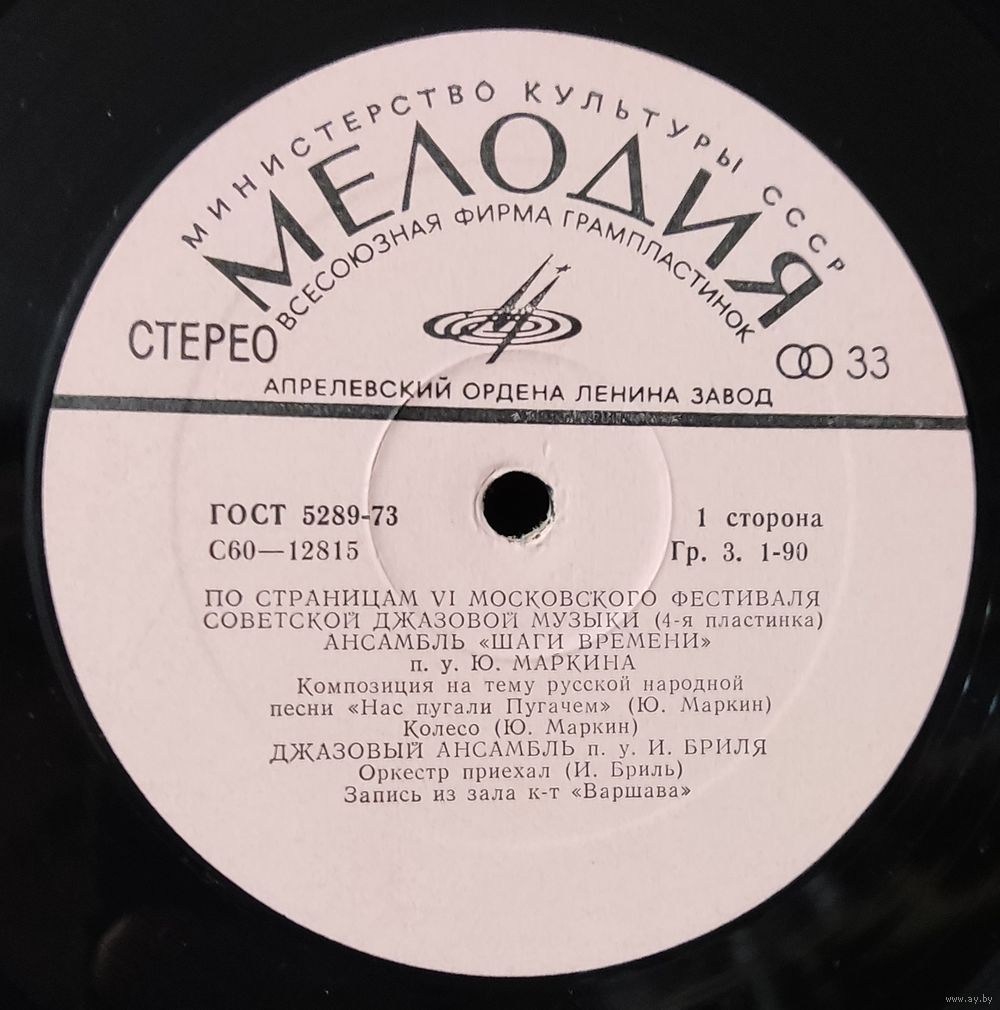 МИНИСТЕРСТВО КУЛЬТУРЫ СССР
МЕЛОДИЯ
ВСЕСОЮЗНАЯ ФИРМА ГРАМПЛАСТИНОК
СТЕРЕО
33
АПРЕЛЕВСКИЙ ОРДЕНА ЛЕНИНА ЗАВОД
ГОСТ 5289-73
1 сторона
С60—12815
Гр. 3. 1-90
ПО СТРАНИЦАМ VI МОСКОВСКОГО ФЕСТИВАЛЯ
СОВЕТСКОЙ ДЖАЗОВОЙ МУЗЫКИ (4-я пластинка)
АНСАМБЛЬ «ШАГИ ВРЕМЕНИ»
п. у. Ю. МАРКИНА
Композиция на тему русской народной
песни «Нас пугали Пугачем» (Ю. Маркин)
Колесо (Ю. Маркин)
ДЖАЗОВЫЙ АНСАМБЛЬ п. у. И. БРИЛЯ
Оркестр приехал (И. Бриль)
Запись из зала к-т «Варшава»
www.ay.by